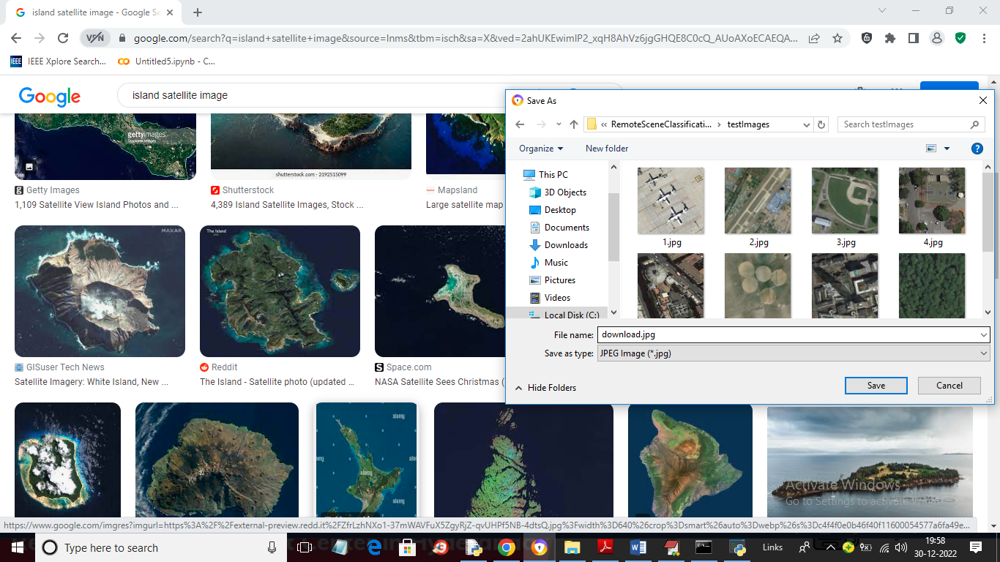 island satellite image - Google Se
VPN
google.com/search?q=island+satellite+image&source=lnms&tbm=isch&sa=X&ved=2ahUKEwimlP2_xqH8AhVz6jgGHQE8C0cQ_AUoAXoECAEQA...
IEEE IEEE Xplore Search...
Untitled5.ipynb - C...
Google
island satellite image
gettyimages
shutterstock.com · 2192515099
Getty Images
1,109 Satellite View Island Photos and ...
Shutterstock
4,389 Island Satellite Images, Stock ...
Mapsland
Large satellite map
MAXAR
The Island
GISuser Tech News
Satellite Imagery: White Island, New ...
Reddit
The Island - Satellite photo (updated ...
Space.com
NASA Satellite Sees Christmas (
alamy
alamy
alamy
Save As
« RemoteSceneClassificati... › testImages
Search testImages
Organize
New folder
This PC
3D Objects
Desktop
Documents
Downloads
Music
Pictures
Videos
Local Disk (C:)
1.jpg
2.jpg
3.jpg
4.jpg
File name: download.jpg
Save as type: JPEG Image (*.jpg)
Hide Folders
Save
Cancel
Activate Windows
Go to Settings to activate Windows.
https://www.google.com/imgres?imgurl=https%3A%2F%2Fexternal-preview.redd.it%2FZfrLzhNXo1-37mWAVFuX5ZgyRjZ-qvUHPf5NB-4dtsQ.jpg%3Fwidth%3D640%26crop%3Dsmart%26auto%3Dwebp%26s%3Dc4f4f0e0b46f40f11600054577a6fa49e...
Type here to search
Links
19:58
30-12-2022